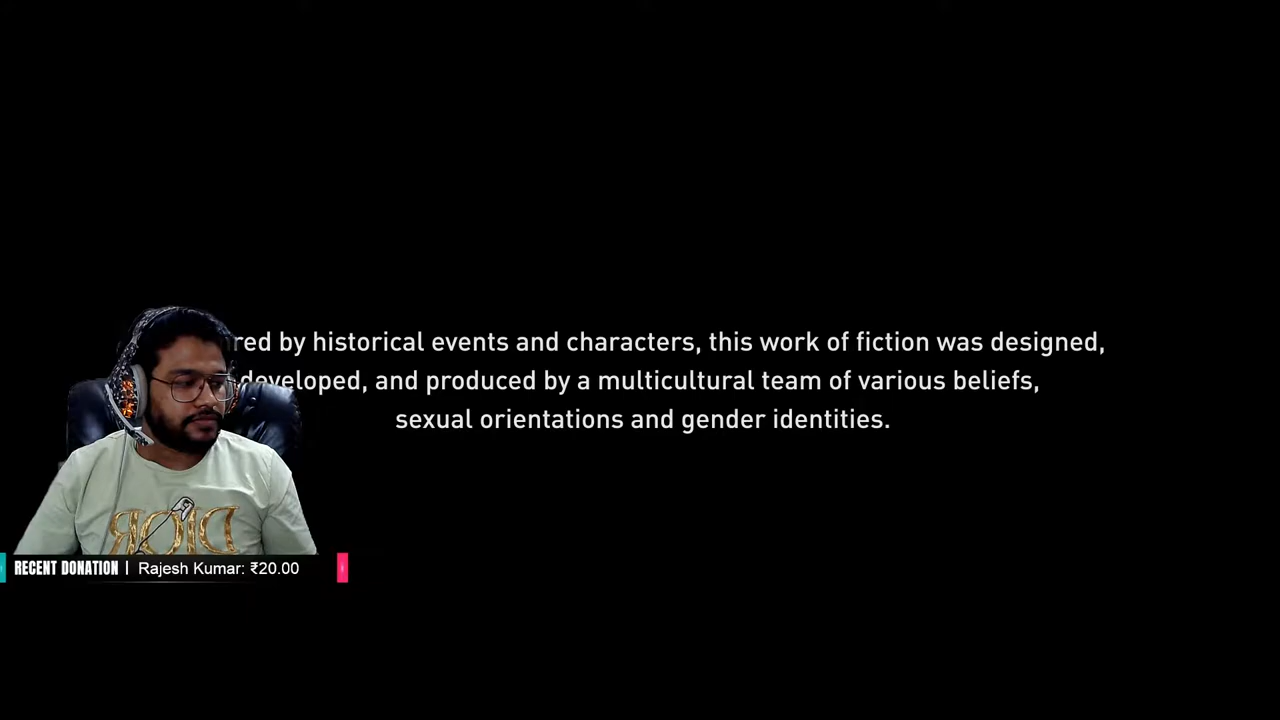 by historical events and characters, this work of fiction was designed,
developed, and produced by a multicultural team of various beliefs,
sexual orientations and gender identities.
DIOR
RECENT DONATION | Rajesh Kumar: ₹20.00